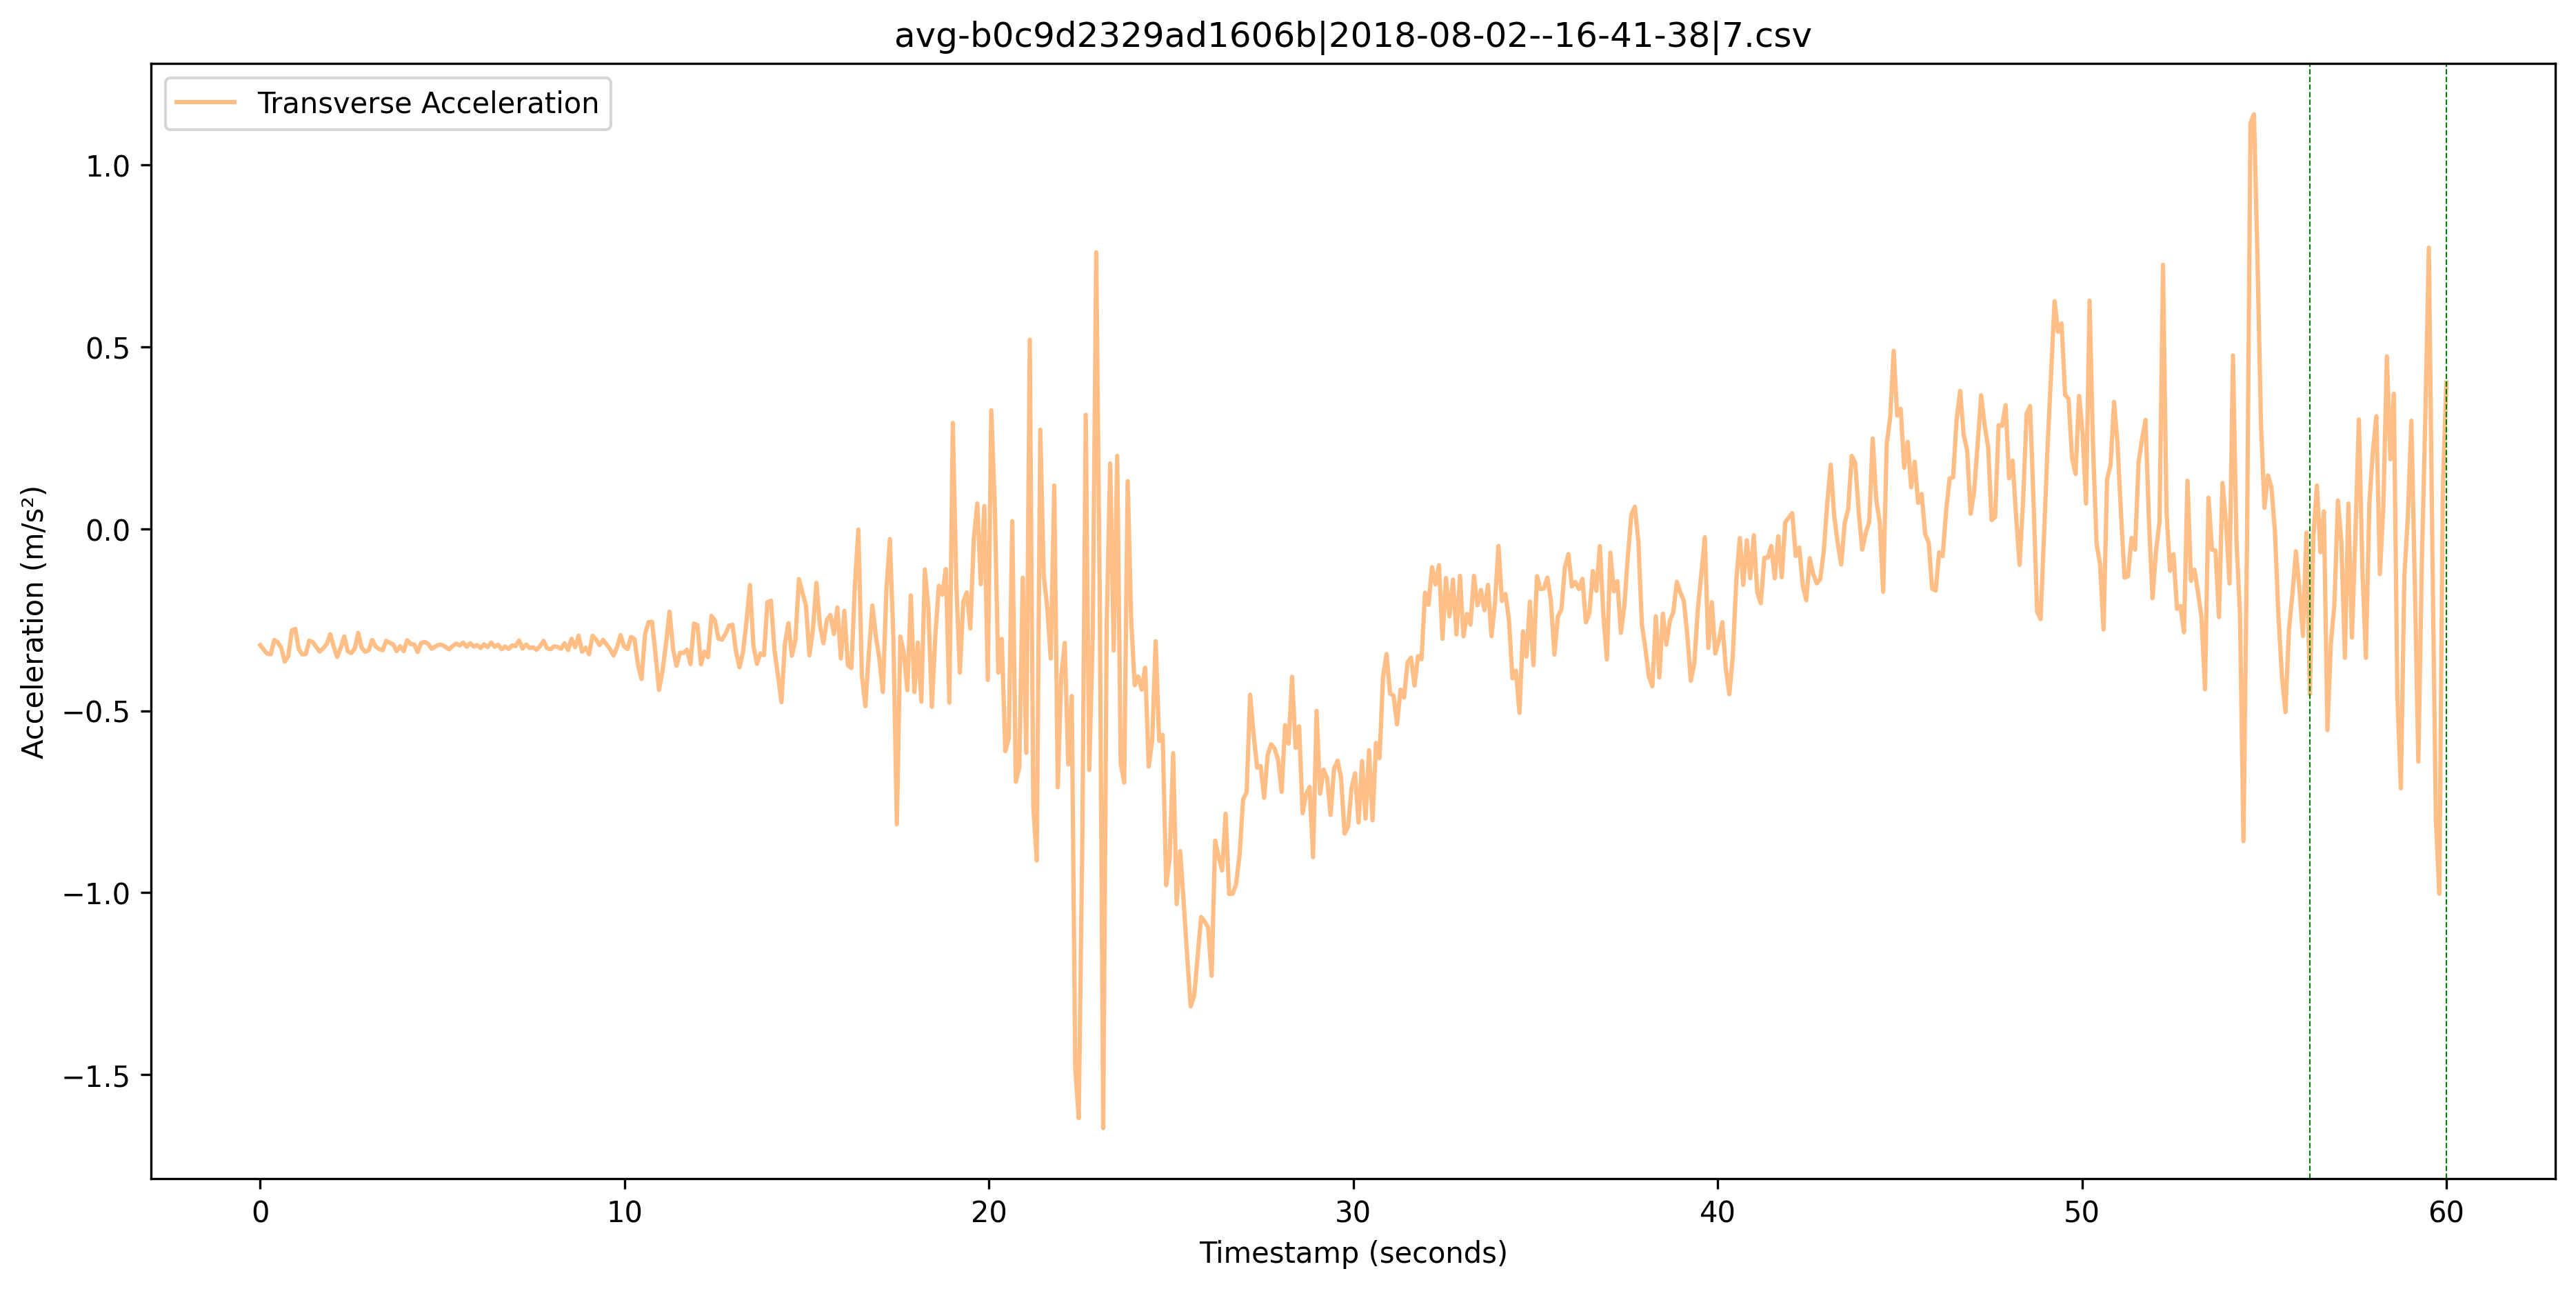 avg-b0c9d2329ad1606b|2018-08-02--16-41-38|7.csv
Transverse Acceleration
1.0
0.5
0.0
−0.5
−1.0
−1.5
Acceleration (m/s²)
0 10 20 30 40 50 60
Timestamp (seconds)